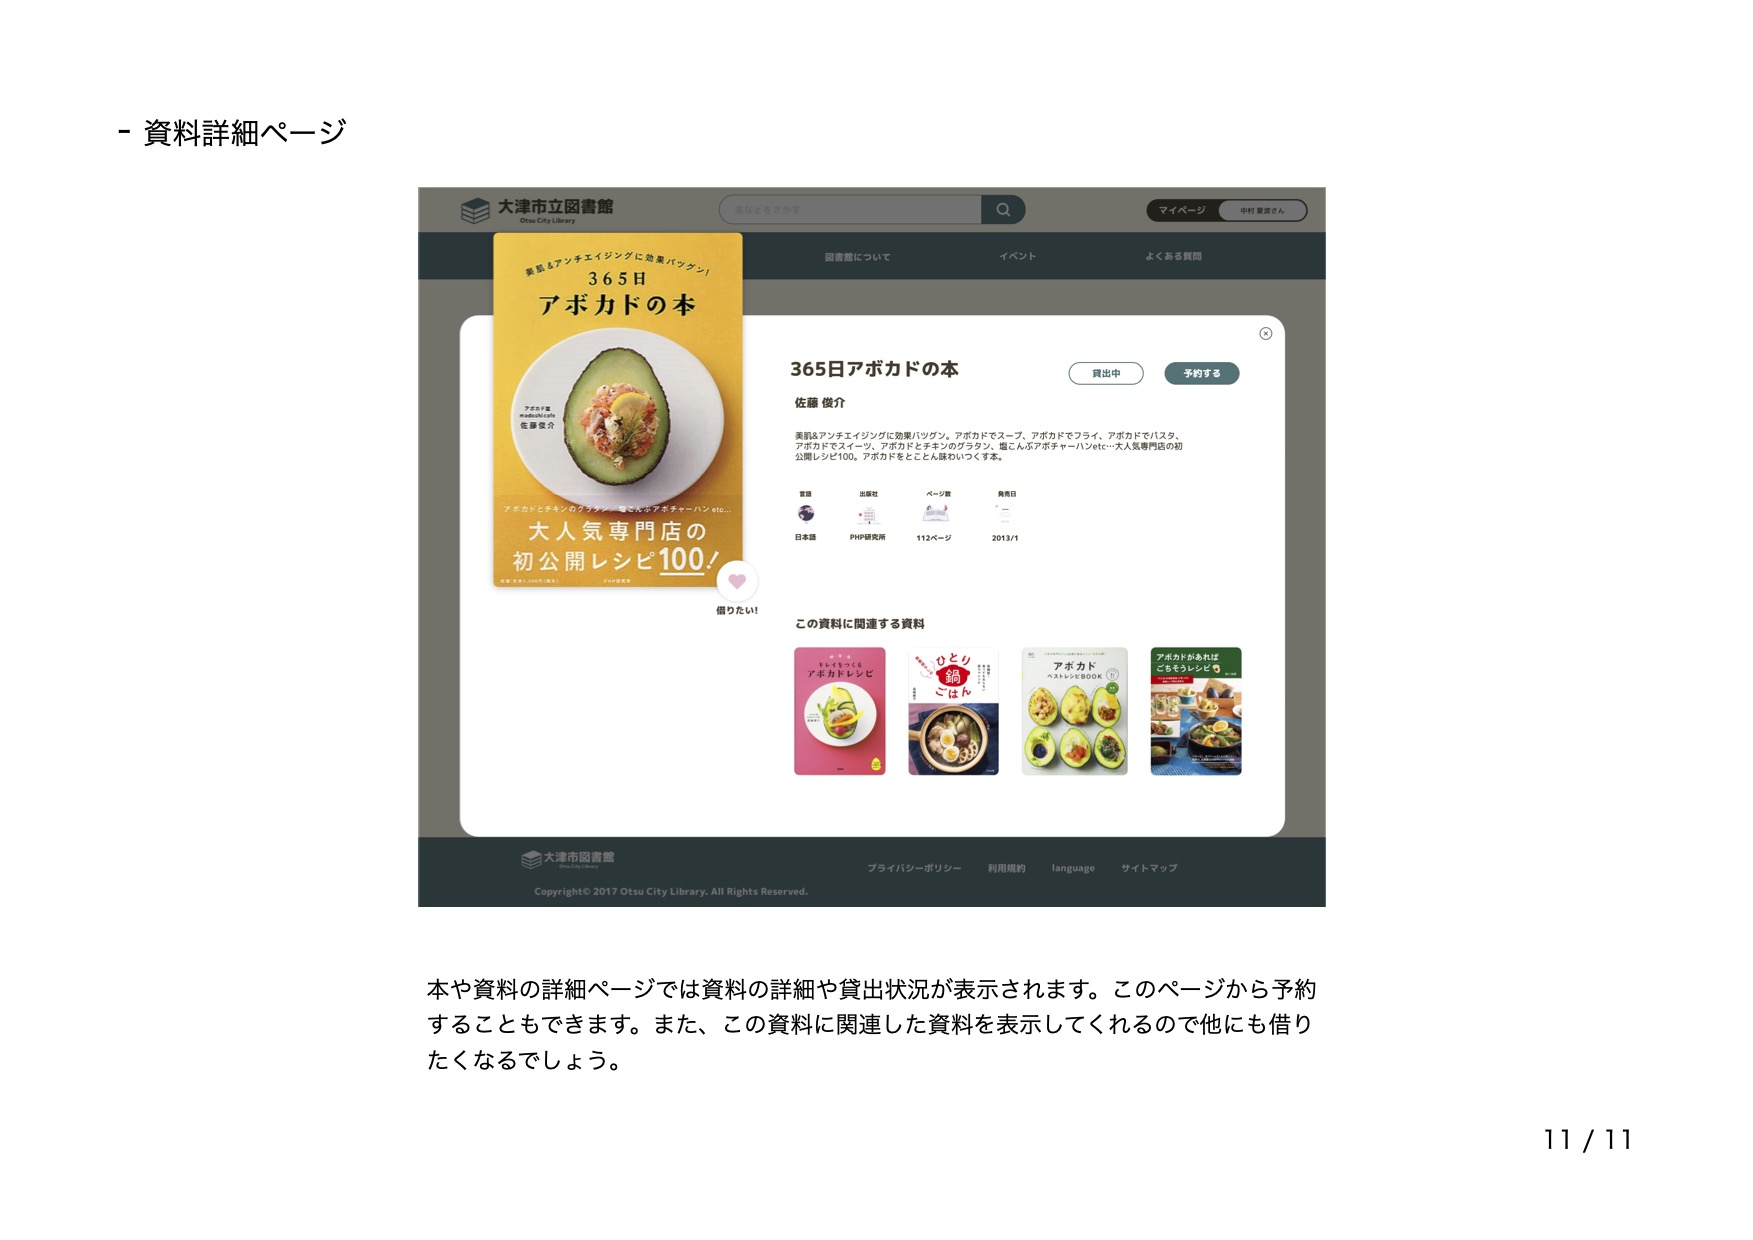 - 資料詳細ページ
大津市立図書館
Otsu City Library
本などをさがす
マイページ
図書館について
イベント
よくある質問
美肌&アンチエイジングに効果バツグン!
365日
アボカドの本
アボカド屋
madoshicafe
佐藤俊介
アボカドとチキンのグラタン 塩こんぶアボチャーハン etc...
大人気専門店の
初公開レシピ100!
借りたい!
365日アボカドの本
貸出中
予約する
佐藤 俊介
美肌&アンチエイジングに効果バツグン。アボカドでスープ、アボカドでフライ、アボカドでパスタ、
アボカドでスイーツ、アボカドとチキンのグラタン、塩こんぶアボチャーハンetc…大人気専門店の初
公開レシピ100。アボカドをとことん味わいつくす本。
言語
出版社
ページ数
発売日
日本語
PHP研究所
112ページ
2013/1
この資料に関連する資料
キレイをつくる
アボカドレシピ
ひとり
鍋
ごはん
アボカド
ベストレシピBOOK
アボカドがあれば
ごちそうレシピ
大津市図書館
Otsu City Library
プライバシーポリシー
利用規約
language
サイトマップ
Copyright© 2017 Otsu City Library. All Rights Reserved.
本や資料の詳細ページでは資料の詳細や貸出状況が表示されます。このページから予約
することもできます。また、この資料に関連した資料を表示してくれるので他にも借り
たくなるでしょう。
11 / 11